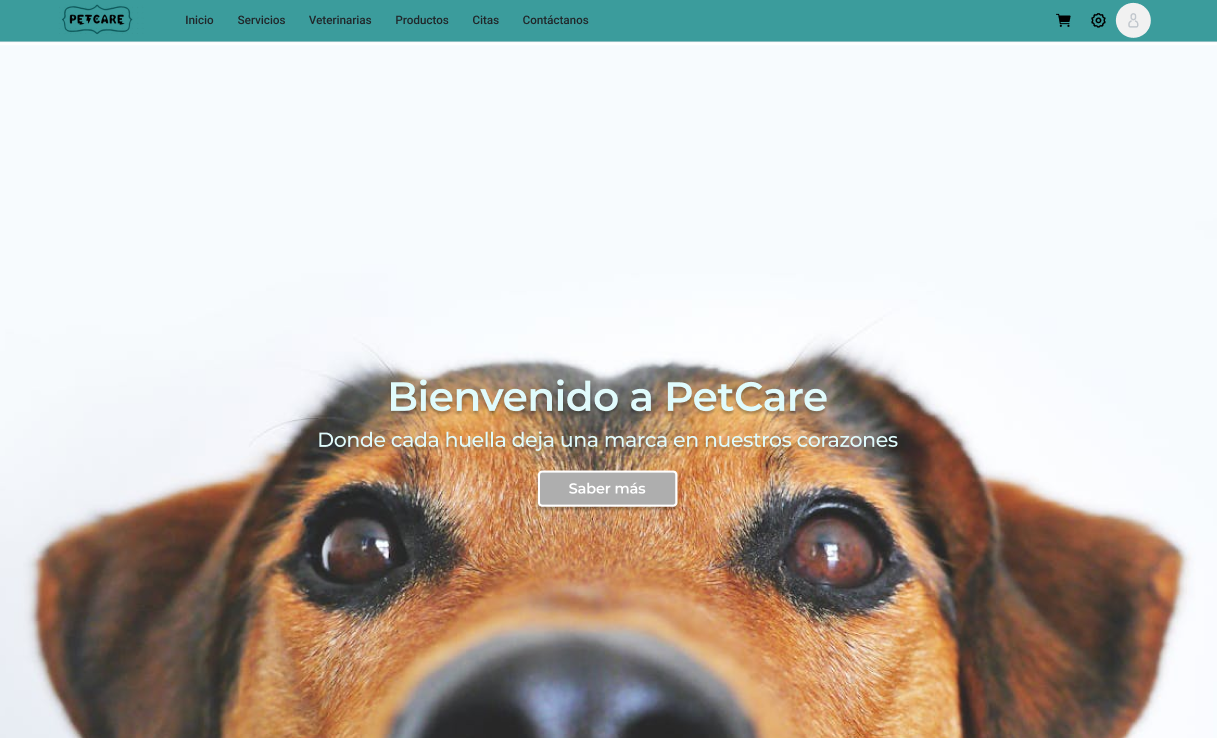 PETCARE
Inicio Servicios Veterinarias Productos Citas Contáctanos
Bienvenido a PetCare
Donde cada huella deja una marca en nuestros corazones
Saber más